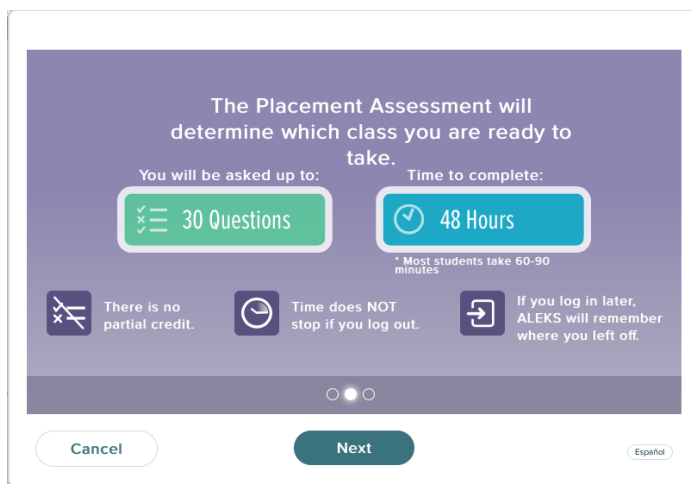 The Placement Assessment will
determine which class you are ready to
take.
You will be asked up to:
30 Questions
Time to complete:
48 Hours
* Most students take 60-90
minutes
There is no
partial credit.
Time does NOT
stop if you log out.
If you log in later,
ALEKS will remember
where you left off.
Cancel
Next
Español